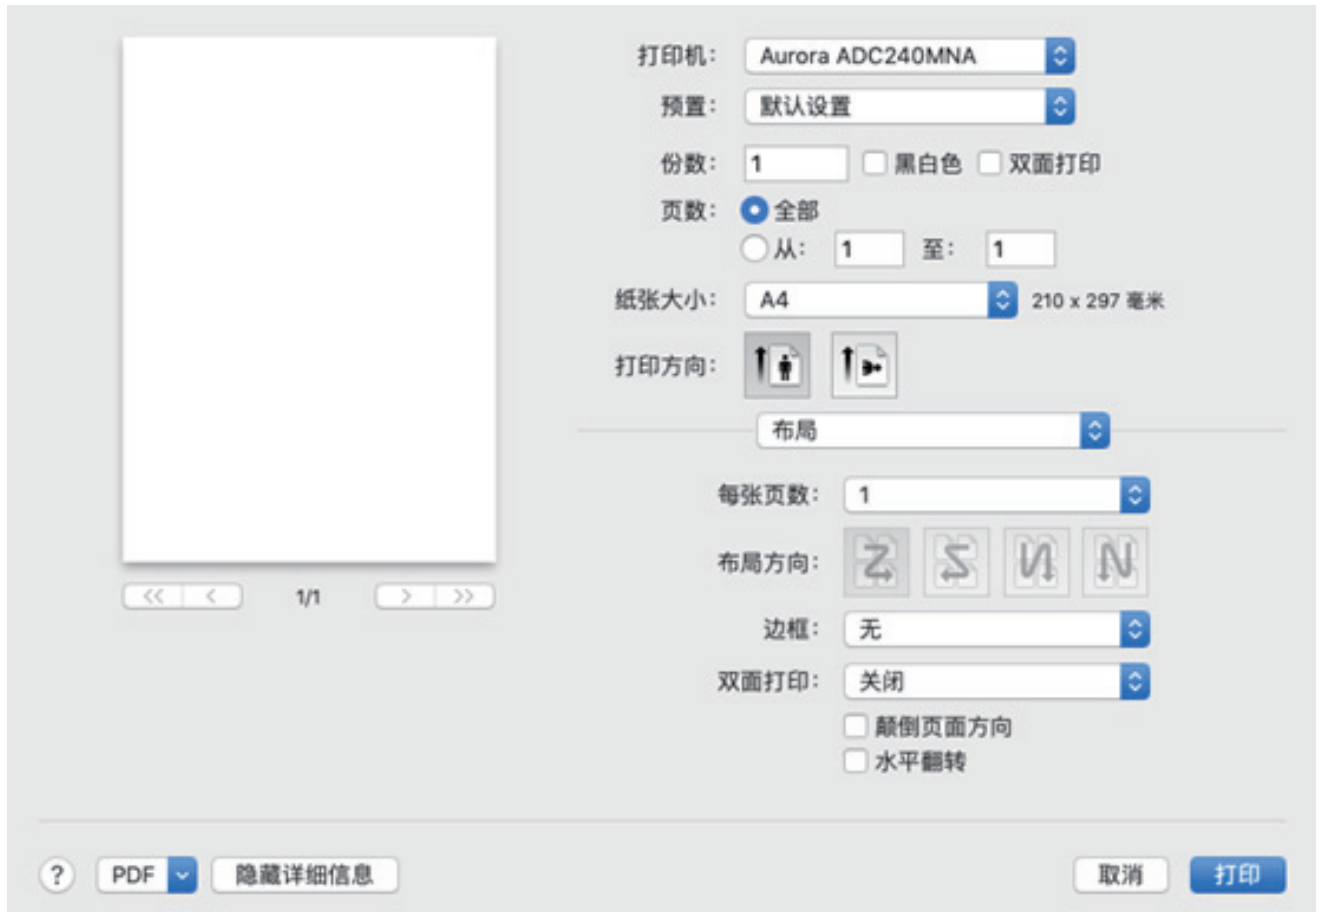 打印机： Aurora ADC240MNA
预置： 默认设置
份数： 1 黑白色 双面打印
页数： 全部
从： 1 至： 1
纸张大小： A4 210 x 297 毫米
打印方向：
布局
每张页数： 1
布局方向：
<< < 1/1 > >>
边框： 无
双面打印： 关闭
颠倒页面方向
水平翻转
? PDF 隐藏详细信息 取消 打印